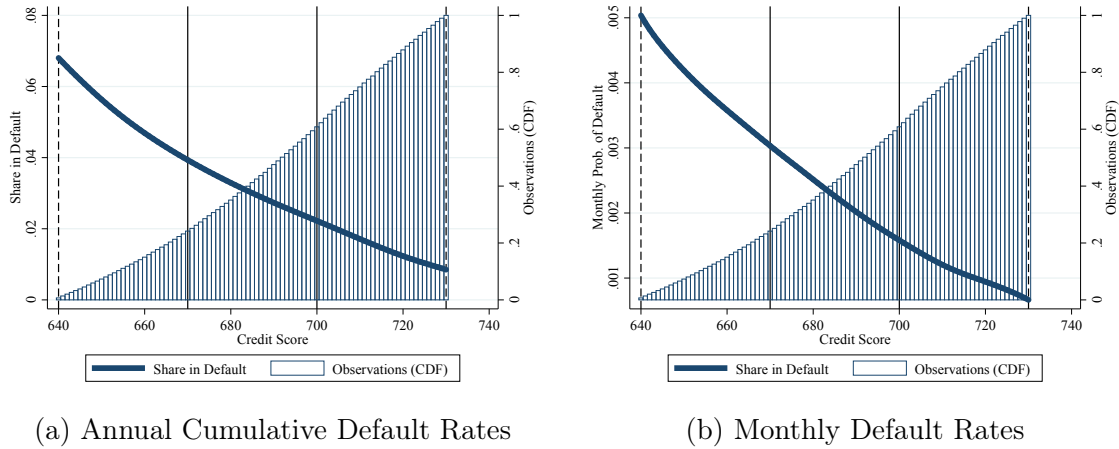 .08
.06
.04
.02
0
Share in Default
1
.8
.6
.4
.2
0
Observations (CDF)
640 660 680 700 720 740
Credit Score
Share in Default Observations (CDF)
(a) Annual Cumulative Default Rates
.005
.004
.003
.002
.001
Monthly Prob. of Default
1
.8
.6
.4
.2
0
Observations (CDF)
640 660 680 700 720 740
Credit Score
Share in Default Observations (CDF)
(b) Monthly Default Rates